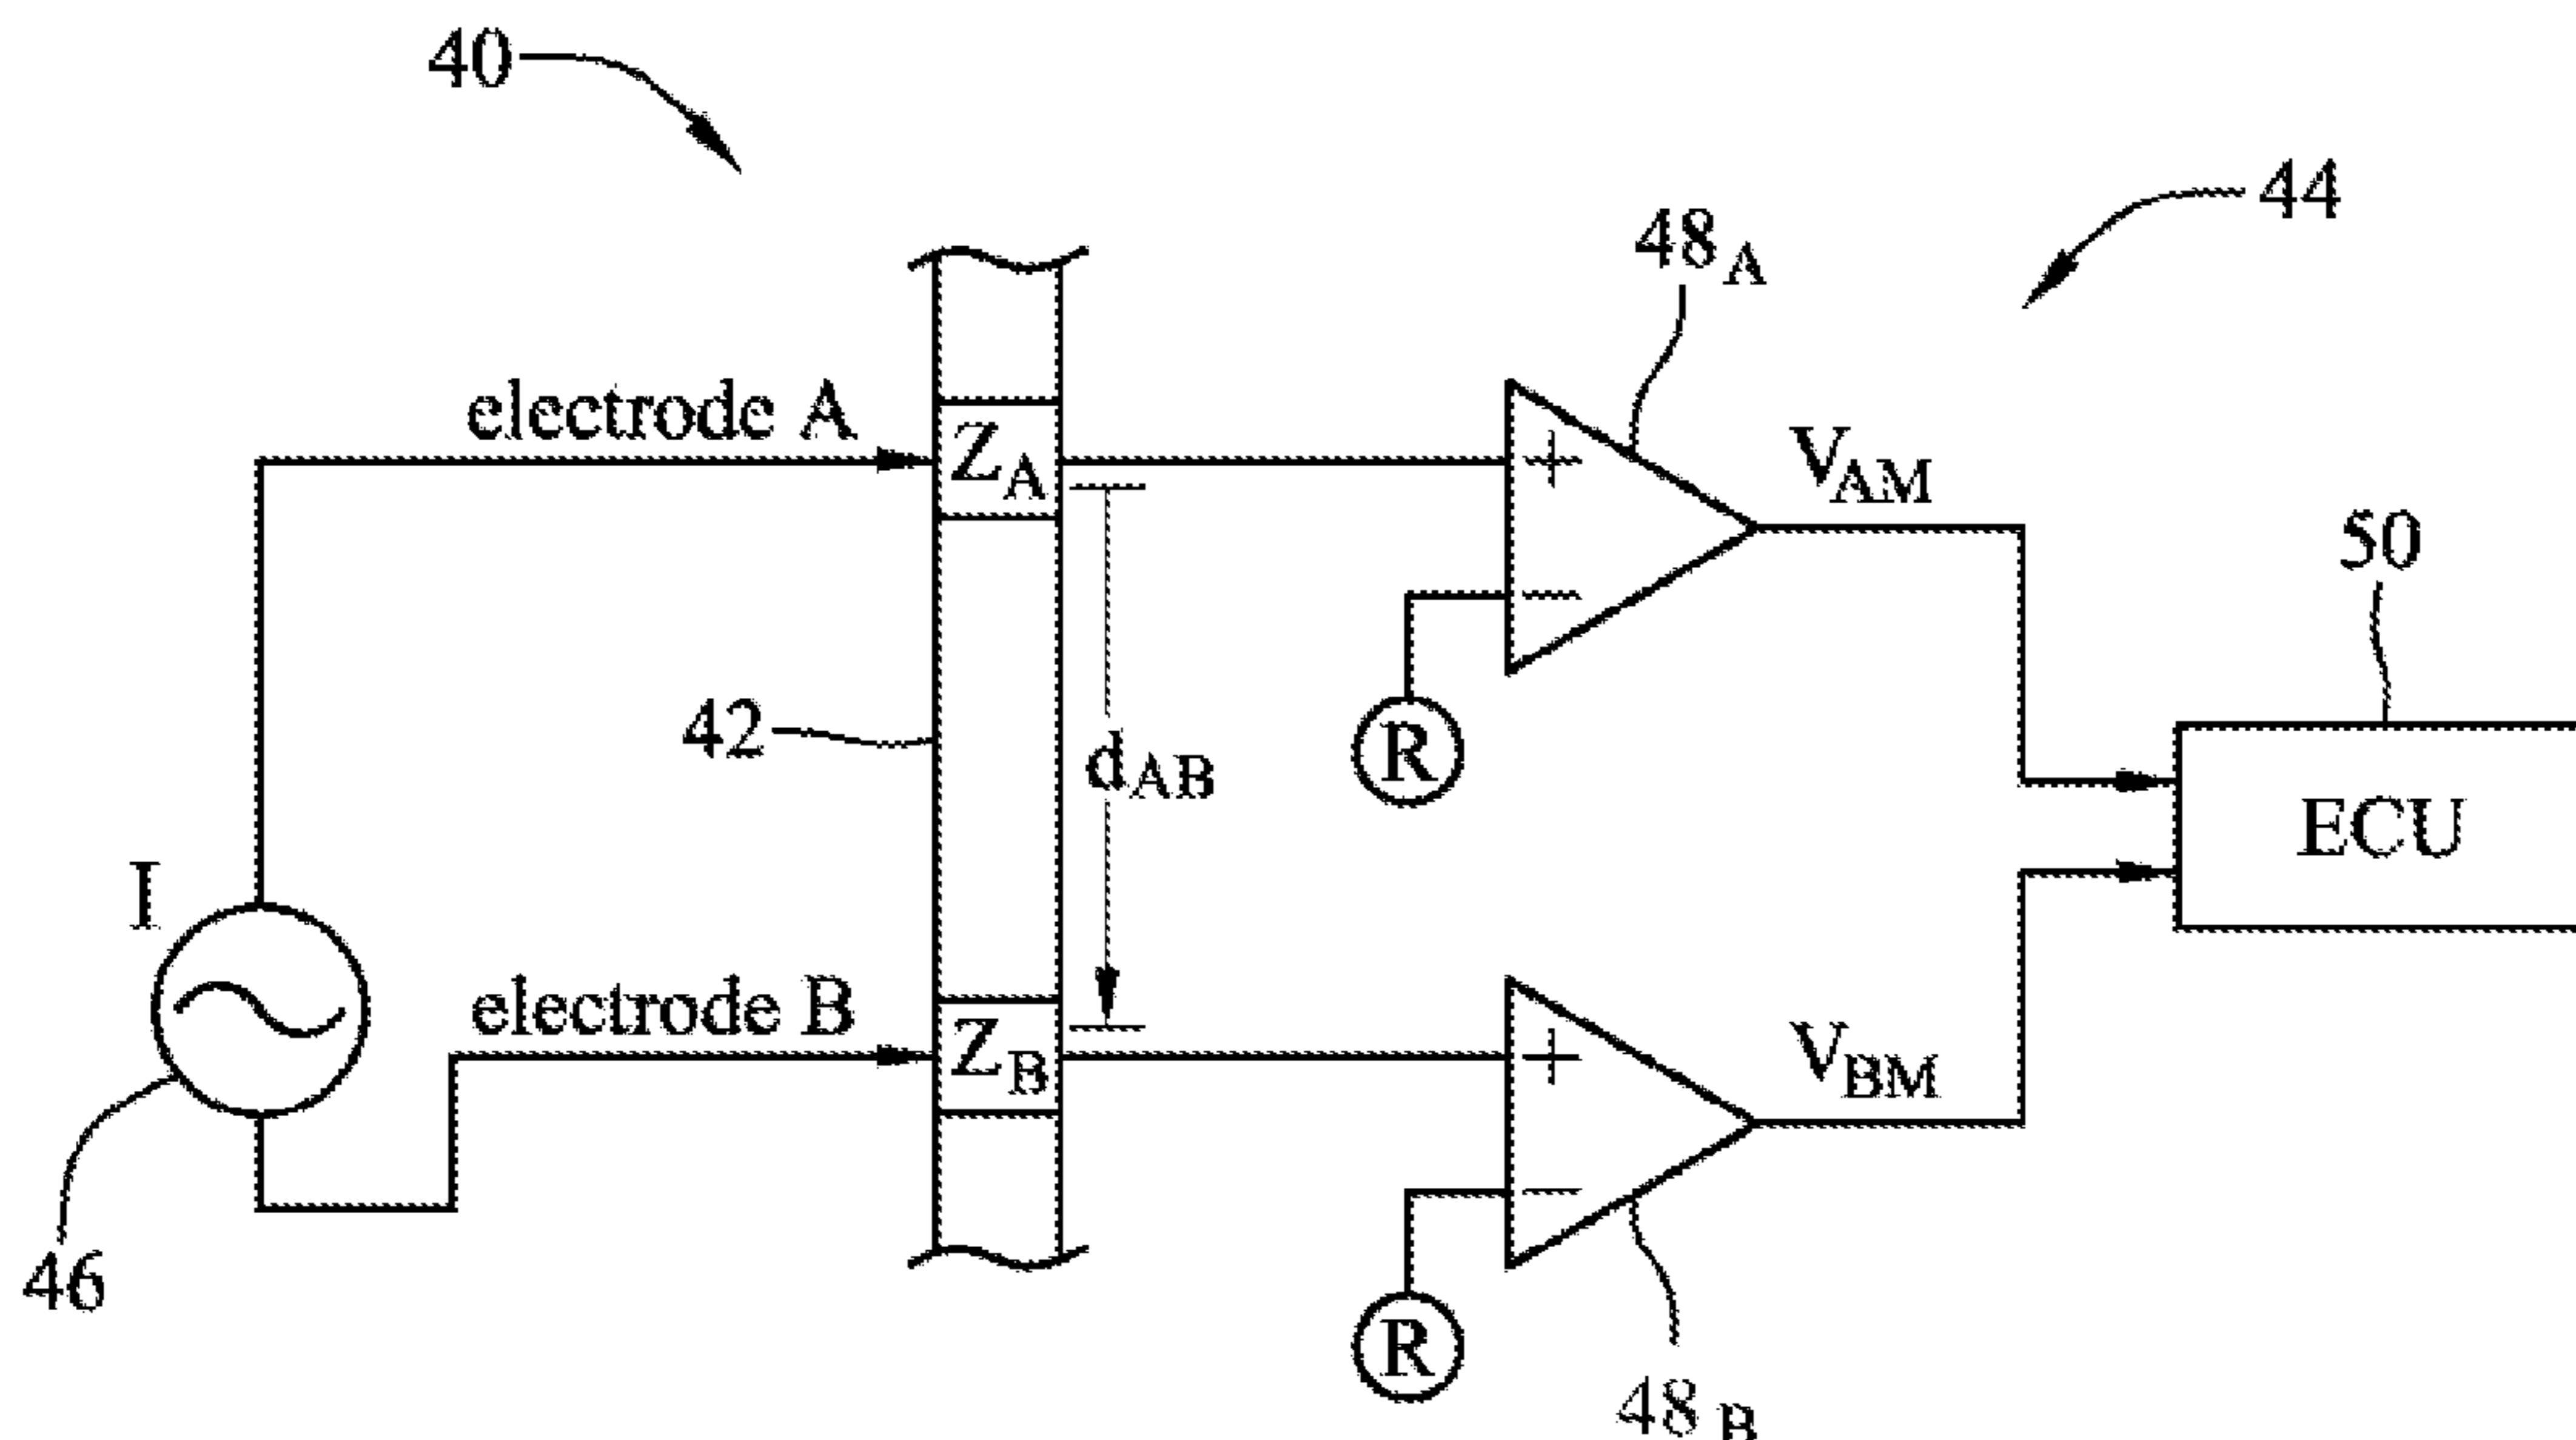 40
44
48A
electrode A
ZA
+
VAM
50
−
42
dAB
R
ECU
I
electrode B
ZB
+
VBM
−
46
R
48B